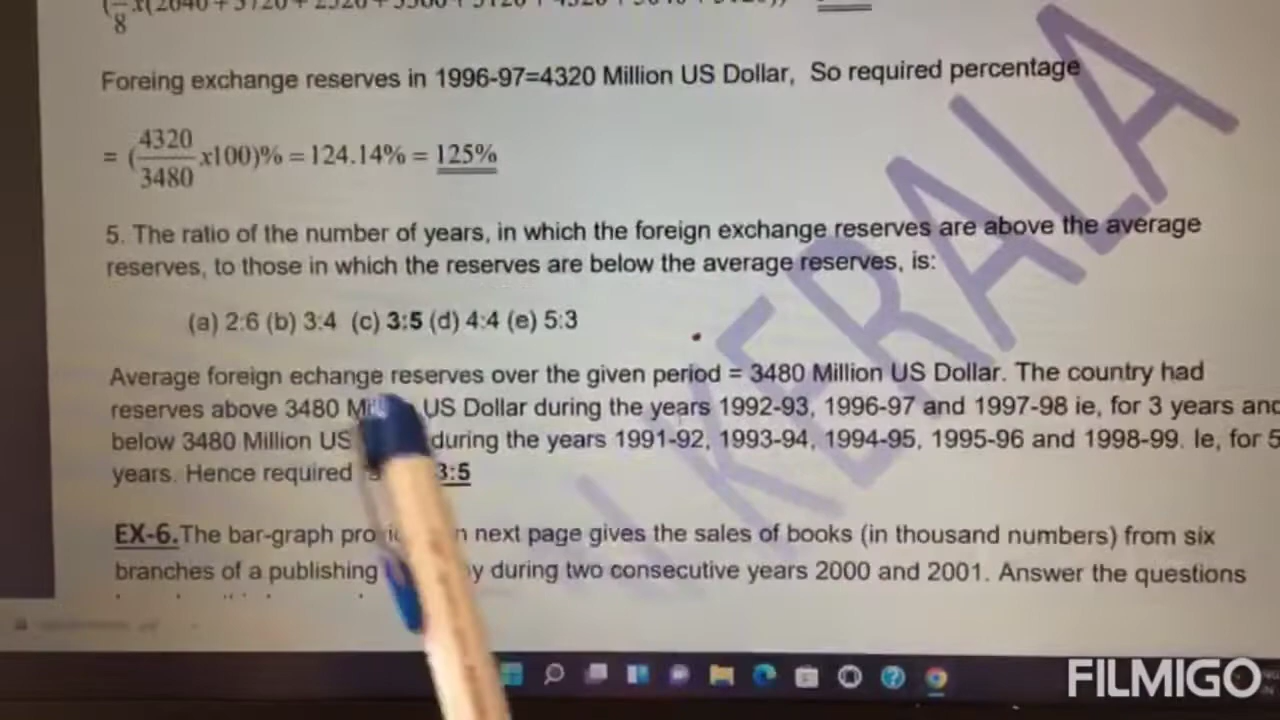 8
Foreing exchange reserves in 1996-97=4320 Million US Dollar, So required percentage
= (4320/3480 x100)% = 124.14% = 125%
5. The ratio of the number of years, in which the foreign exchange reserves are above the average
reserves, to those in which the reserves are below the average reserves, is:
(a) 2:6 (b) 3:4 (c) 3:5 (d) 4:4 (e) 5:3
Average foreign echange reserves over the given period = 3480 Million US Dollar. The country had
reserves above 3480 US Dollar during the years 1992-93, 1996-97 and 1997-98 ie, for 3 years and
below 3480 Million US during the years 1991-92, 1993-94, 1994-95, 1995-96 and 1998-99. Ie, for 5
years. Hence required 3:5
EX-6.The bar-graph next page gives the sales of books (in thousand numbers) from six
branches of a publishing during two consecutive years 2000 and 2001. Answer the questions
KERALA
FILMIGO